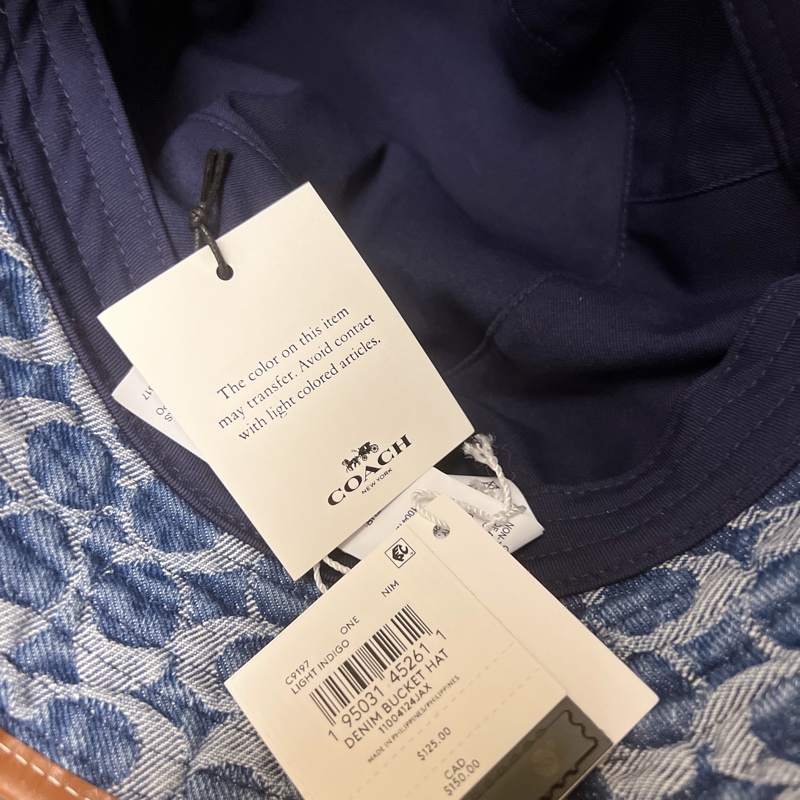 The color on this item
may transfer. Avoid contact
with light colored articles.
COACH
NEW YORK
C9197
LIGHT INDIGO ONE NIM
1 95031 45261 1
DENIM BUCKET HAT
11004124JAX
MADE IN PHILIPPINES/PHILIPPINES
$125.00
CAD
$150.00